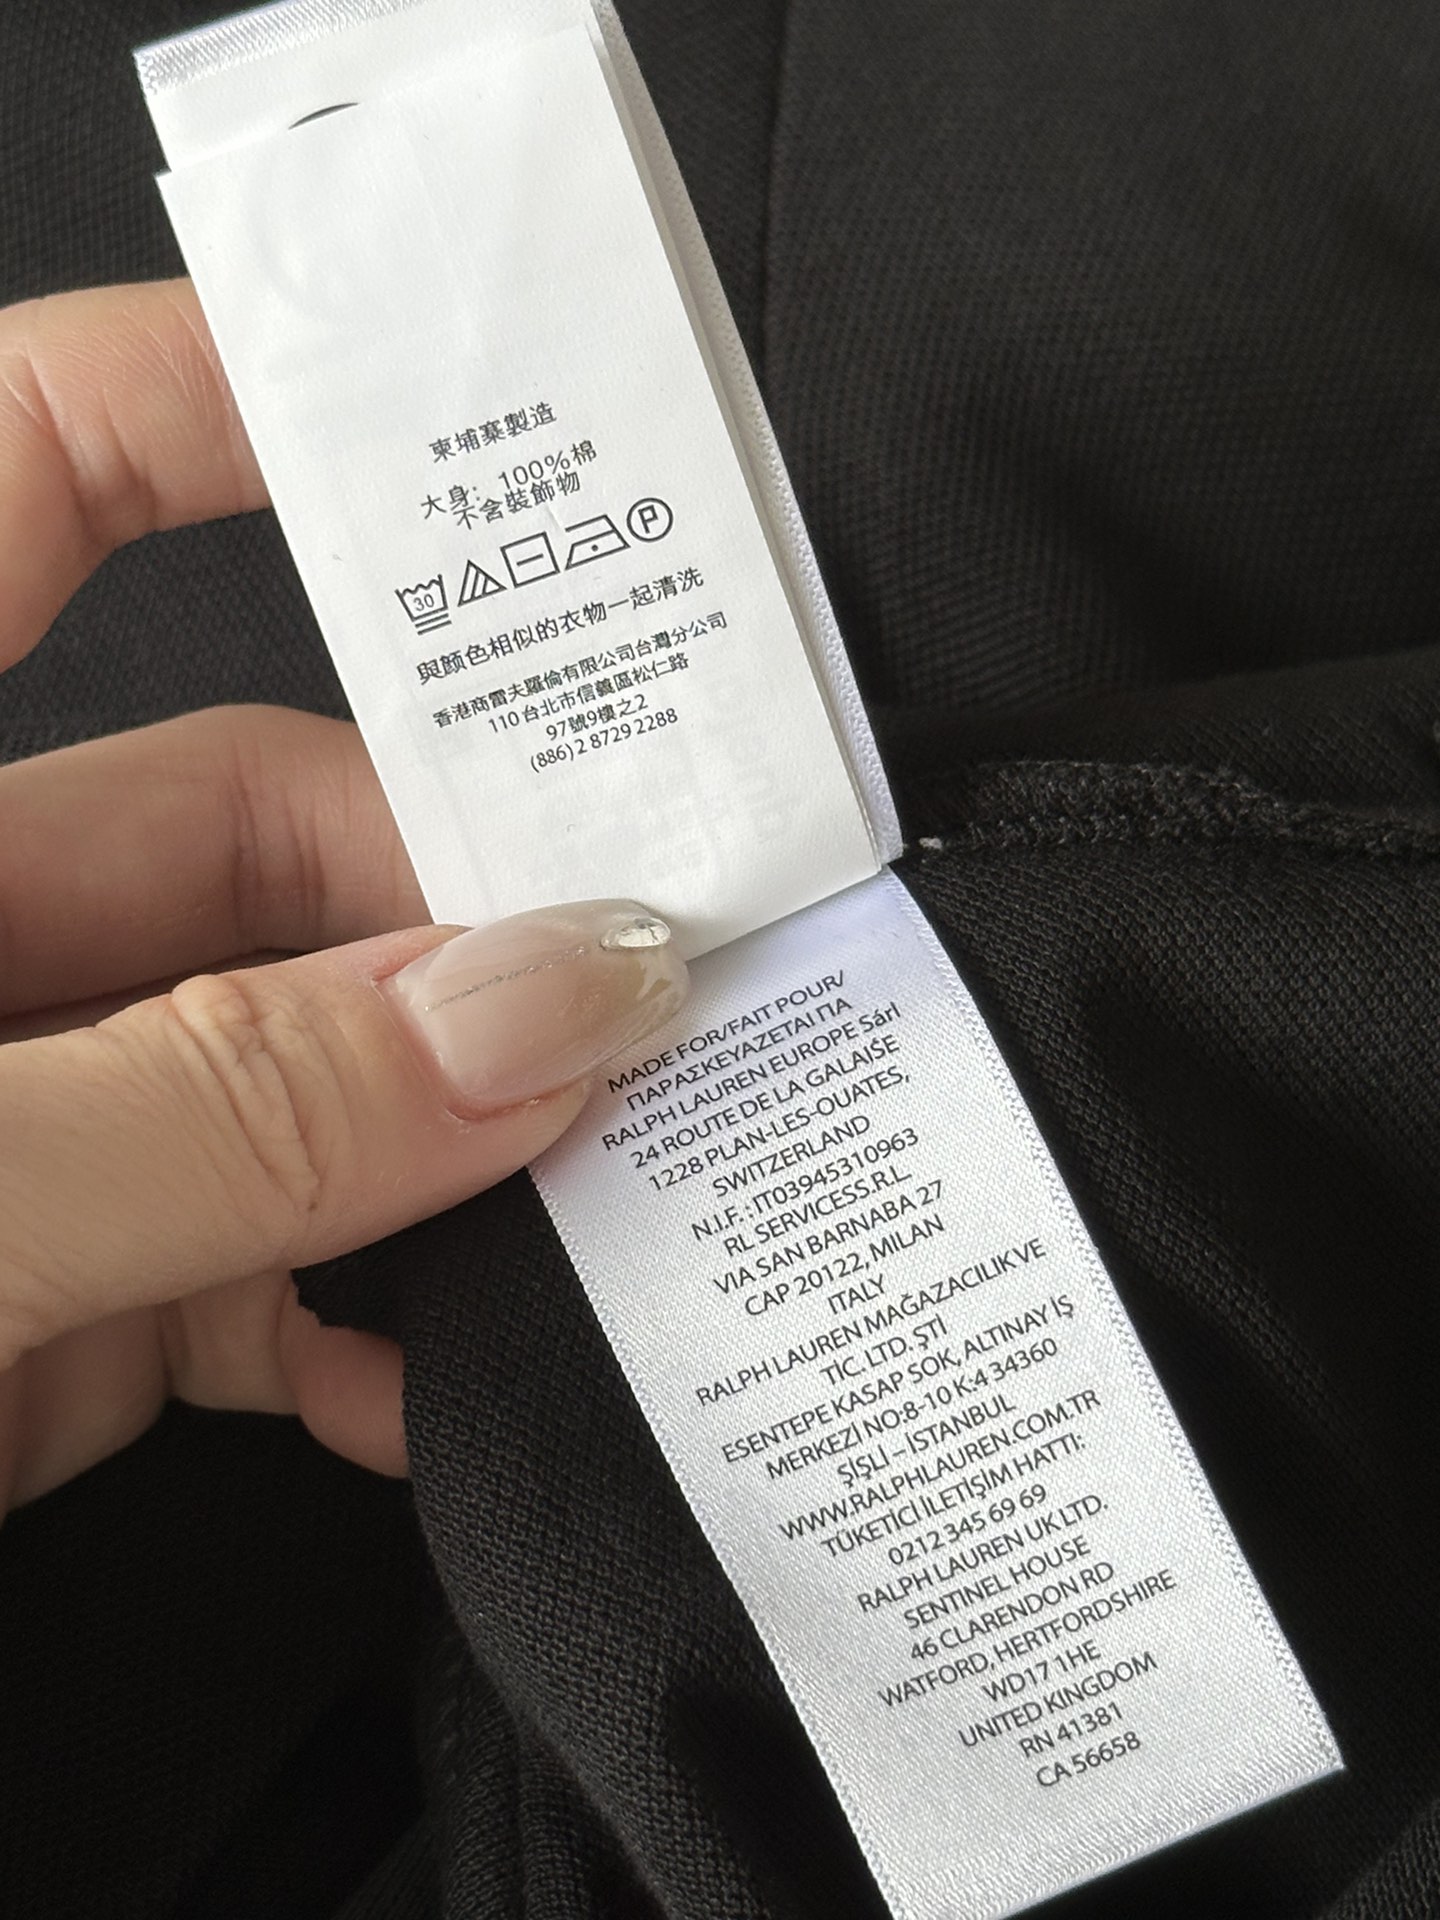 柬埔寨製造
大身: 100%棉
不含裝飾物
30
P
與颜色相似的衣物一起清洗
香港商雷夫羅倫有限公司台灣分公司
110 台北市信義區松仁路
97號9樓之2
(886) 2 8729 2288
MADE FOR/FAIT POUR/
ΠΑΡΑΣΚΕΥΑΖΕΤΑΙ ΠΑ
RALPH LAUREN EUROPE Sárl
24 ROUTE DE LA GALAIŚE
1228 PLAN-LES-OUATES,
SWITZERLAND
N.I.F. : IT03945310963
RL SERVICESS.R.L.
VIA SAN BARNABA 27
CAP 20122, MILAN
ITALY
RALPH LAUREN MAĞAZACILIK VE
TİC. LTD. ŞTİ
ESENTEPE KASAP SOK, ALTINAY İŞ
MERKEZİ NO:8-10 K:4 34360
ŞİŞLİ – İSTANBUL
WWW.RALPHLAUREN.COM.TR
TÜKETİCİ İLETİŞİM HATTI:
0212 345 69 69
RALPH LAUREN UK LTD.
SENTINEL HOUSE
46 CLARENDON RD
WATFORD, HERTFORDSHIRE
WD17 1HE
UNITED KINGDOM
RN 41381
CA 56658